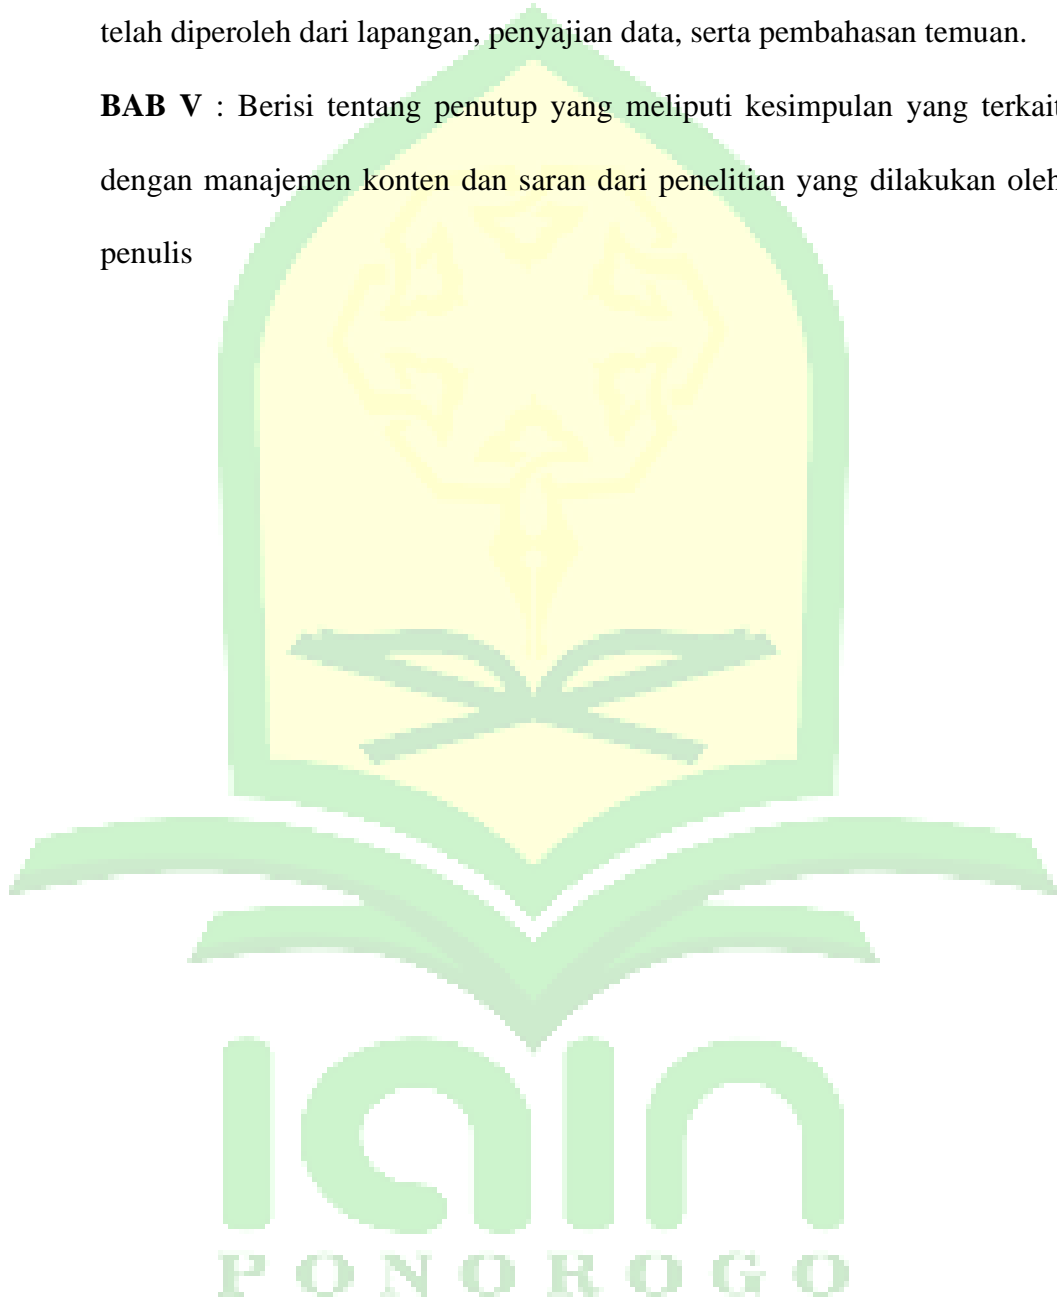 telah diperoleh dari lapangan, penyajian data, serta pembahasan temuan.
BAB V : Berisi tentang penutup yang meliputi kesimpulan yang terkait
dengan manajemen konten dan saran dari penelitian yang dilakukan oleh
penulis
iain
PONOROGO